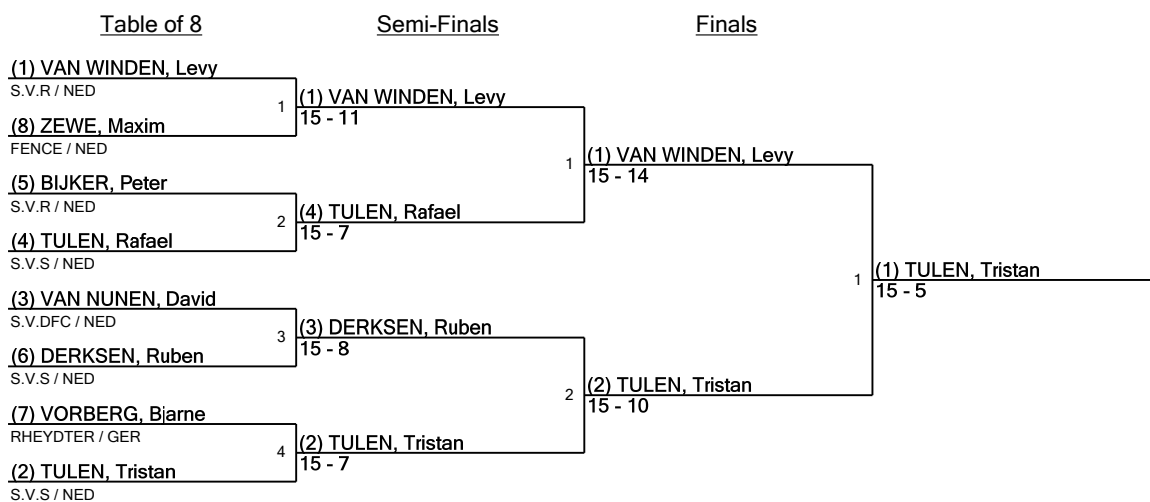 Table of 8
Semi-Finals
Finals
(1) VAN WINDEN, Levy
S.V.R / NED
1
(8) ZEWE, Maxim
FENCE / NED
(5) BIJKER, Peter
S.V.R / NED
2
(4) TULEN, Rafael
S.V.S / NED
(3) VAN NUNEN, David
S.V.DFC / NED
3
(6) DERKSEN, Ruben
S.V.S / NED
(7) VORBERG, Bjarne
RHEYDTER / GER
4
(2) TULEN, Tristan
S.V.S / NED
(1) VAN WINDEN, Levy
15 - 11
1
(4) TULEN, Rafael
15 - 7
(3) DERKSEN, Ruben
15 - 8
2
(2) TULEN, Tristan
15 - 7
(1) VAN WINDEN, Levy
15 - 14
1
(2) TULEN, Tristan
15 - 10
(1) TULEN, Tristan
15 - 5